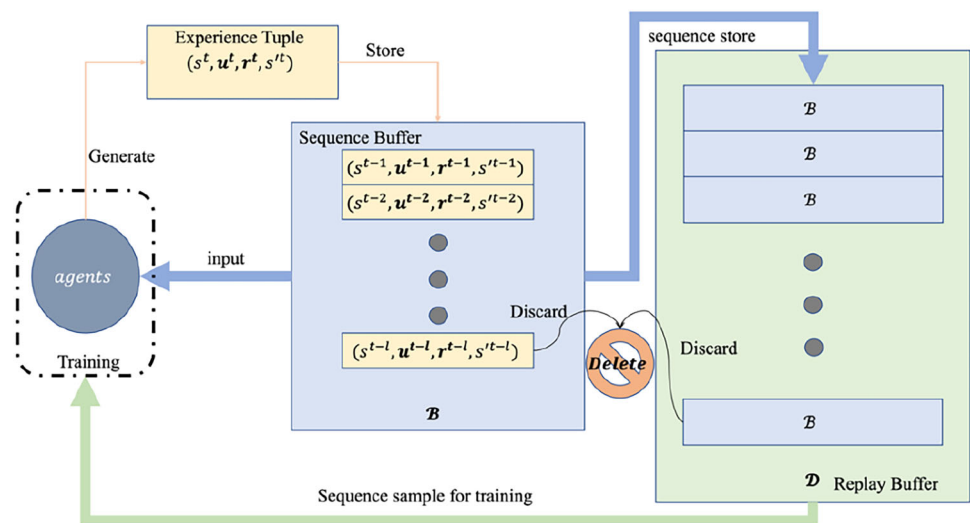 Experience Tuple
(s^t, u^t, r^t, s'^t)
Store
sequence store
Generate
Sequence Buffer
(s^{t−1}, u^{t−1}, r^{t−1}, s'^{t−1})
(s^{t−2}, u^{t−2}, r^{t−2}, s'^{t−2})
ℬ
ℬ
ℬ
agents
input
Training
Discard
(s^{t−l}, u^{t−l}, r^{t−l}, s'^{t−l})
Delete
Discard
ℬ
ℬ
𝒟 Replay Buffer
Sequence sample for training